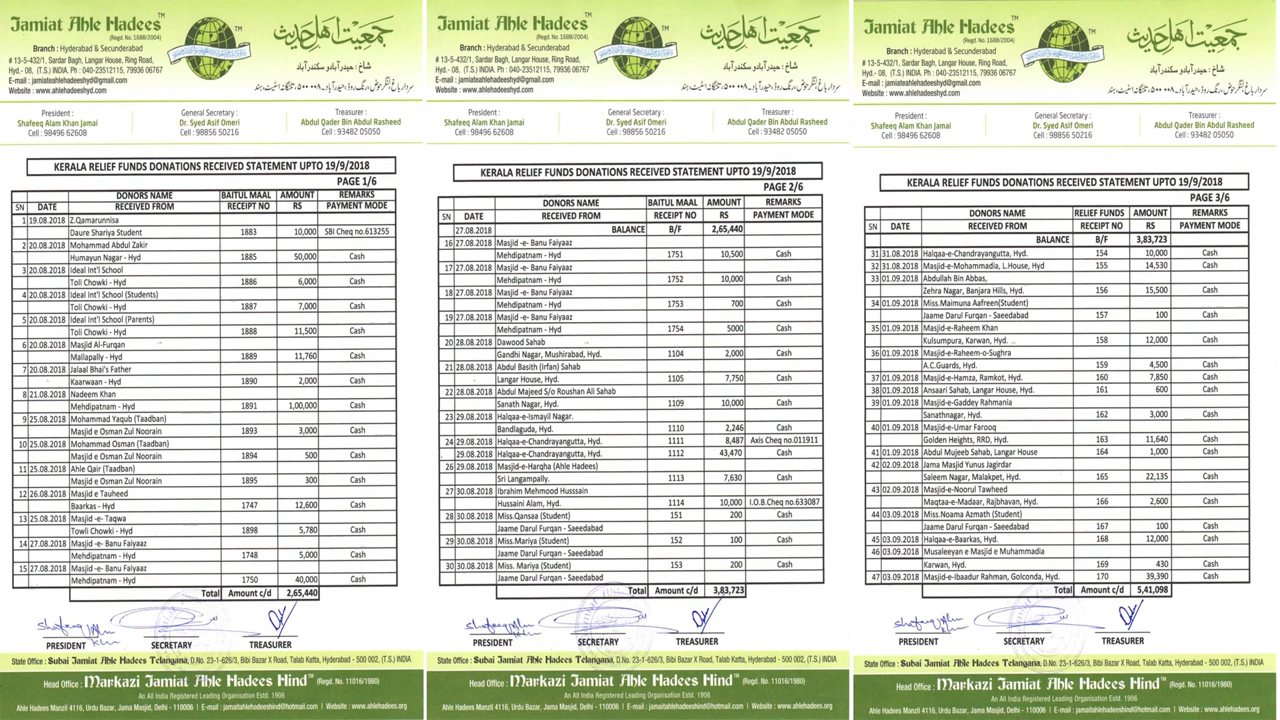 Jamiat Ahle Hadees™
(Regd. No. 1688/2004)
جمعیت اہل حدیث
Branch : Hyderabad & Secunderabad
# 13-5-432/1, Sardar Bagh, Langar House, Ring Road,
Hyd.- 08, (T.S.) INDIA. Ph : 040-23512115, 79936 06767
E-mail : jamiateahlehadeeshyd@gmail.com
Website : www.ahlehadeeshyd.com
شاخ : حیدرآباد و سکندرآباد
President :
Shafeeq Alam Khan Jamai
Cell : 98496 62608
General Secretary :
Dr. Syed Asif Omeri
Cell : 98856 50216
Treasurer :
Abdul Qader Bin Abdul Rasheed
Cell : 93482 05050
KERALA RELIEF FUNDS DONATIONS RECEIVED STATEMENT UPTO 19/9/2018
PAGE 1/6
DONORS NAME BAITUL MAAL AMOUNT REMARKS
SN DATE RECEIVED FROM RECEIPT NO RS PAYMENT MODE
1 19.08.2018 Z.Qamarunnisa
Daure Shariya Student 1883 10,000 SBI Cheq no.613255
2 20.08.2018 Mohammad Abdul Zakir
Humayun Nagar - Hyd 1885 50,000 Cash
3 20.08.2018 Ideal Int'l School
Toli Chowki - Hyd 1886 6,000 Cash
4 20.08.2018 Ideal Int'l School (Students)
Toli Chowki - Hyd 1887 7,000 Cash
5 20.08.2018 Ideal Int'l School (Parents)
Toli Chowki - Hyd 1888 11,500 Cash
6 20.08.2018 Masjid Al-Furqan
Mallapally - Hyd 1889 11,760 Cash
7 20.08.2018 Jalaal Bhai's Father
Kaarwaan - Hyd 1890 2,000 Cash
8 21.08.2018 Nadeem Khan
Mehdipatnam - Hyd 1891 1,00,000 Cash
9 25.08.2018 Mohammad Yaqub (Taadban)
Masjid e Osman Zul Noorain 1893 3,000 Cash
10 25.08.2018 Mohammad Osman (Taadban)
Masjid e Osman Zul Noorain 1894 500 Cash
11 25.08.2018 Ahle Qair (Taadban)
Masjid e Osman Zul Noorain 1895 300 Cash
12 26.08.2018 Masjid e Tauheed
Baarkas - Hyd 1747 12,600 Cash
13 25.08.2018 Masjid -e- Taqwa
Towli Chowki - Hyd 1898 5,780 Cash
14 27.08.2018 Masjid -e- Banu Faiyaaz
Mehdipatnam - Hyd 1748 5,000 Cash
15 27.08.2018 Masjid -e- Banu Faiyaaz
Mehdipatnam - Hyd 1750 40,000 Cash
Total Amount c/d 2,65,440
PRESIDENT SECRETARY TREASURER
State Office : Subai Jamiat Ahle Hadees Telangana, D.No. 23-1-626/3, Bibi Bazar X Road, Talab Katta, Hyderabad - 500 002, (T.S.) INDIA
Head Office : Markazi Jamiat Ahle Hadees Hind™ (Regd. No. 11016/1980)
An All India Registered Leading Organisation Estd. 1906
Ahle Hadees Manzil 4116, Urdu Bazar, Jama Masjid, Delhi - 110006 | E-mail : jamaitahlehadeeshind@hotmail.com | Website : www.ahlehadees.org
Jamiat Ahle Hadees™
(Regd. No. 1688/2004)
جمعیت اہل حدیث
Branch : Hyderabad & Secunderabad
# 13-5-432/1, Sardar Bagh, Langar House, Ring Road,
Hyd.- 08, (T.S.) INDIA. Ph : 040-23512115, 79936 06767
E-mail : jamiateahlehadeeshyd@gmail.com
Website : www.ahlehadeeshyd.com
شاخ : حیدرآباد و سکندرآباد
President :
Shafeeq Alam Khan Jamai
Cell : 98496 62608
General Secretary :
Dr. Syed Asif Omeri
Cell : 98856 50216
Treasurer :
Abdul Qader Bin Abdul Rasheed
Cell : 93482 05050
KERALA RELIEF FUNDS DONATIONS RECEIVED STATEMENT UPTO 19/9/2018
PAGE 2/6
DONORS NAME BAITUL MAAL AMOUNT REMARKS
SN DATE RECEIVED FROM RECEIPT NO RS PAYMENT MODE
27.08.2018 BALANCE B/F 2,65,440
16 27.08.2018 Masjid -e- Banu Faiyaaz
Mehdipatnam - Hyd 1751 10,500 Cash
17 27.08.2018 Masjid -e- Banu Faiyaaz
Mehdipatnam - Hyd 1752 10,000 Cash
18 27.08.2018 Masjid -e- Banu Faiyaaz
Mehdipatnam - Hyd 1753 700 Cash
19 27.08.2018 Masjid -e- Banu Faiyaaz
Mehdipatnam - Hyd 1754 5000 Cash
20 28.08.2018 Dawood Sahab
Gandhi Nagar, Mushirabad, Hyd. 1104 2,000 Cash
21 28.08.2018 Abdul Basith (Irfan) Sahab
Langar House, Hyd. 1105 7,750 Cash
22 28.08.2018 Abdul Majeed S/o Roushan Ali Sahab
Sanath Nagar, Hyd. 1109 10,000 Cash
23 29.08.2018 Halqaa-e-Ismayil Nagar.
Bandlaguda, Hyd. 1110 2,246 Cash
24 29.08.2018 Halqaa-e-Chandrayangutta, Hyd. 1111 8,487 Axis Cheq no.011911
29.08.2018 Halqaa-e-Chandrayangutta, Hyd. 1112 43,470 Cash
26 29.08.2018 Masjid-e-Harqha (Ahle Hadees)
Sri Langampally. 1113 7,630 Cash
27 30.08.2018 Ibrahim Mehmood Husssain
Hussaini Alam, Hyd. 1114 10,000 I.O.B.Cheq no.633087
28 30.08.2018 Miss.Qansaa (Student) 151 200 Cash
Jaame Darul Furqan - Saeedabad
29 30.08.2018 Miss.Mariya (Student) 152 100 Cash
Jaame Darul Furqan - Saeedabad
30 30.08.2018 Miss. Mariya (Student) 153 200 Cash
Jaame Darul Furqan - Saeedabad
Total Amount c/d 3,83,723
PRESIDENT SECRETARY TREASURER
State Office : Subai Jamiat Ahle Hadees Telangana, D.No. 23-1-626/3, Bibi Bazar X Road, Talab Katta, Hyderabad - 500 002, (T.S.) INDIA
Head Office : Markazi Jamiat Ahle Hadees Hind™ (Regd. No. 11016/1980)
An All India Registered Leading Organisation Estd. 1906
Ahle Hadees Manzil 4116, Urdu Bazar, Jama Masjid, Delhi - 110006 | E-mail : jamaitahlehadeeshind@hotmail.com | Website : www.ahlehadees.org
Jamiat Ahle Hadees™
(Regd. No. 1688/2004)
جمعیت اہل حدیث
Branch : Hyderabad & Secunderabad
# 13-5-432/1, Sardar Bagh, Langar House, Ring Road,
Hyd.- 08, (T.S.) INDIA. Ph : 040-23512115, 79936 06767
E-mail : jamiateahlehadeeshyd@gmail.com
Website : www.ahlehadeeshyd.com
شاخ : حیدرآباد و سکندرآباد
President :
Shafeeq Alam Khan Jamai
Cell : 98496 62608
General Secretary :
Dr. Syed Asif Omeri
Cell : 98856 50216
Treasurer :
Abdul Qader Bin Abdul Rasheed
Cell : 93482 05050
KERALA RELIEF FUNDS DONATIONS RECEIVED STATEMENT UPTO 19/9/2018
PAGE 3/6
DONORS NAME RELIEF FUNDS AMOUNT REMARKS
SN DATE RECEIVED FROM RECEIPT NO RS PAYMENT MODE
BALANCE B/F 3,83,723
31 31.08.2018 Halqaa-e-Chandrayangutta, Hyd. 154 10,000 Cash
32 31.08.2018 Masjid-e-Mohammadia, L.House, Hyd 155 14,530 Cash
33 01.09.2018 Abdullah Bin Abbas,
Zehra Nagar, Banjara Hills, Hyd. 156 15,500 Cash
34 01.09.2018 Miss.Maimuna Aafreen(Student)
Jaame Darul Furqan - Saeedabad 157 100 Cash
35 01.09.2018 Masjid-e-Raheem Khan
Kulsumpura, Karwan, Hyd. 158 12,000 Cash
36 01.09.2018 Masjid-e-Raheem-o-Sughra
A.C.Guards, Hyd. 159 4,500 Cash
37 01.09.2018 Masjid-e-Hamza, Ramkot, Hyd. 160 7,850 Cash
38 01.09.2018 Ansaari Sahab, Langar House, Hyd. 161 600 Cash
39 01.09.2018 Masjid-e-Gaddey Rahmania
Sanathnagar, Hyd. 162 3,000 Cash
40 01.09.2018 Masjid-e-Umar Farooq
Golden Heights, RRD, Hyd. 163 11,640 Cash
41 01.09.2018 Abdul Mujeeb Sahab, Langar House 164 1,000 Cash
42 02.09.2018 Jama Masjid Yunus Jagirdar
Saleem Nagar, Malakpet, Hyd. 165 22,135 Cash
43 02.09.2018 Masjid-e-Noorul Tawheed
Maqtaa-e-Madaar, Rajbhavan, Hyd. 166 2,600 Cash
44 03.09.2018 Miss.Noama Azmath (Student)
Jaame Darul Furqan - Saeedabad 167 100 Cash
45 03.09.2018 Halqaa-e-Baarkas, Hyd. 168 12,000 Cash
46 03.09.2018 Musaleeyan e Masjid e Muhammadia
Karwan, Hyd. 169 430 Cash
47 03.09.2018 Masjid-e-Ibaadur Rahman, Golconda, Hyd. 170 39,390 Cash
Total Amount c/d 5,41,098
PRESIDENT SECRETARY TREASURER
State Office : Subai Jamiat Ahle Hadees Telangana, D.No. 23-1-626/3, Bibi Bazar X Road, Talab Katta, Hyderabad - 500 002, (T.S.) INDIA
Head Office : Markazi Jamiat Ahle Hadees Hind™ (Regd. No. 11016/1980)
An All India Registered Leading Organisation Estd. 1906
Ahle Hadees Manzil 4116, Urdu Bazar, Jama Masjid, Delhi - 110006 | E-mail : jamaitahlehadeeshind@hotmail.com | Website : www.ahlehadees.org